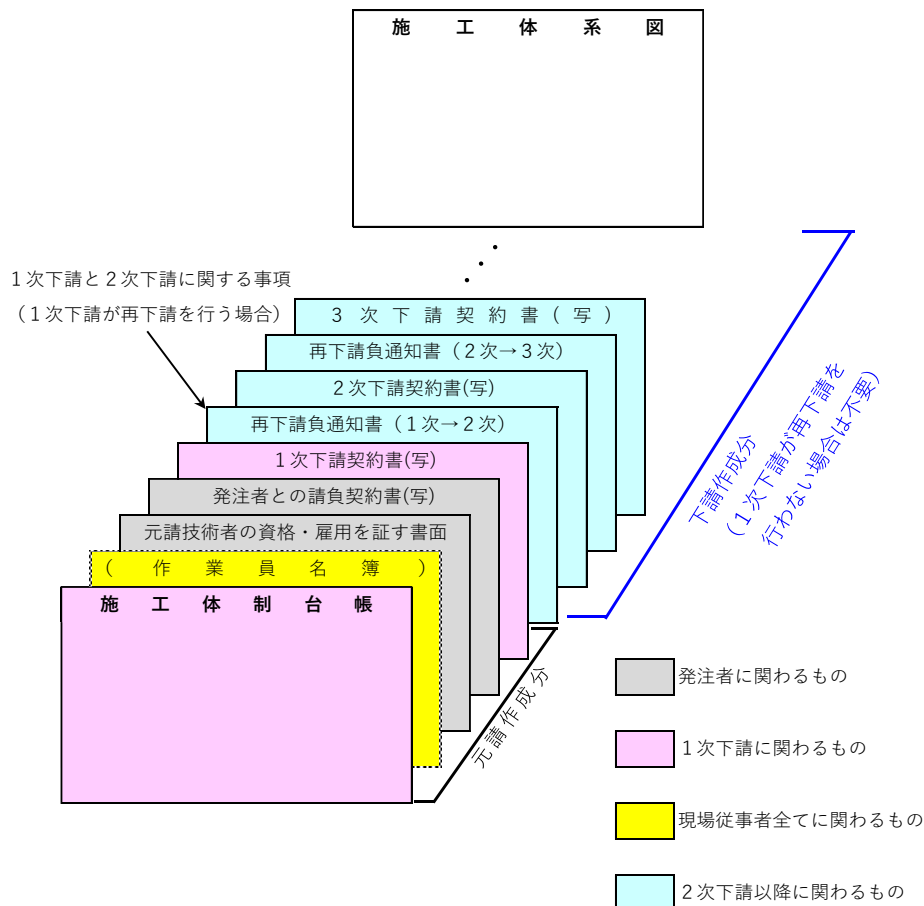 施工体系図
1次下請と2次下請に関する事項
(1次下請が再下請を行う場合)
3次下請契約書(写)
再下請負通知書(2次→3次)
2次下請契約書(写)
再下請負通知書(1次→2次)
1次下請契約書(写)
発注者との請負契約書(写)
元請技術者の資格・雇用を証す書面
(作業員名簿)
施工体制台帳
下請作成分
(1次下請が再下請を
行わない場合は不要)
元請作成分
発注者に関わるもの
1次下請に関わるもの
現場従事者全てに関わるもの
2次下請以降に関わるもの